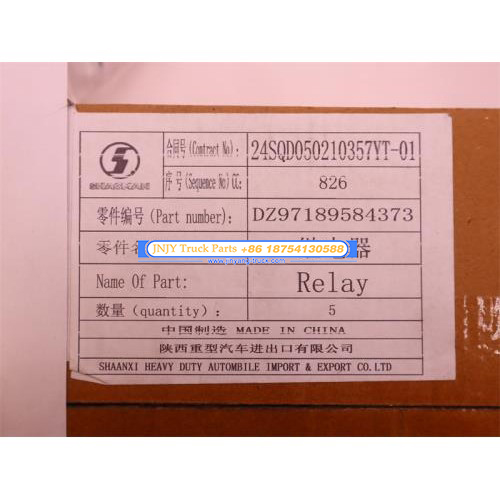 合同号(Contract No): 24SQD050210357YT-01
SHACMAN
序 号(Sequence No)CC: 826
零件编号(Part number): DZ97189584373
零件名
JNJY Truck Parts +86 18754130588
Name Of Part: Relay
数量(quantity): 5
中国制造 MADE IN CHINA
陕西重型汽车进出口有限公司
SHAANXI HEAVY DUTY AUTOMBILE IMPORT & EXPORT CO.LTD